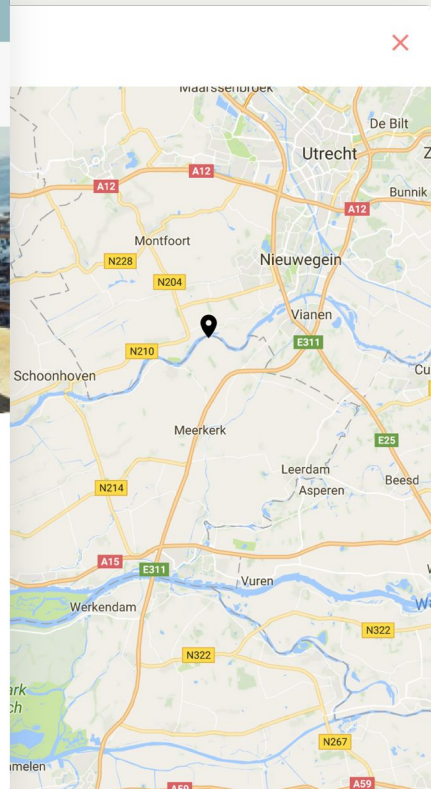 Maarssenbroek
De Bilt
Utrecht
A12
A12
Bunnik
A12
Montfoort
N228
Nieuwegein
N204
Vianen
E311
N210
Schoonhoven
Meerkerk
E25
Leerdam
Beesd
N214
Asperen
A15
E311
Vuren
Werkendam
N322
N322
N267
A59
A59